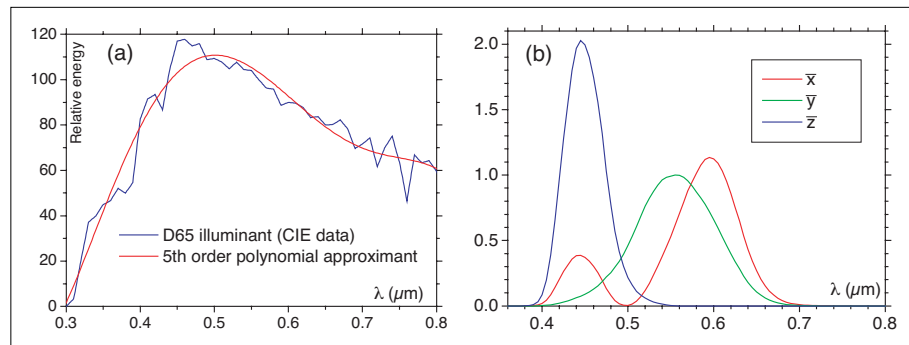 (a)
Relative energy
120
100
80
60
40
20
0
D65 illuminant (CIE data)
5th order polynomial approximant
λ (µm)
0.3 0.4 0.5 0.6 0.7 0.8
(b)
2.0
1.5
1.0
0.5
0.0
x̅
y̅
z̅
λ (µm)
0.4 0.5 0.6 0.7 0.8